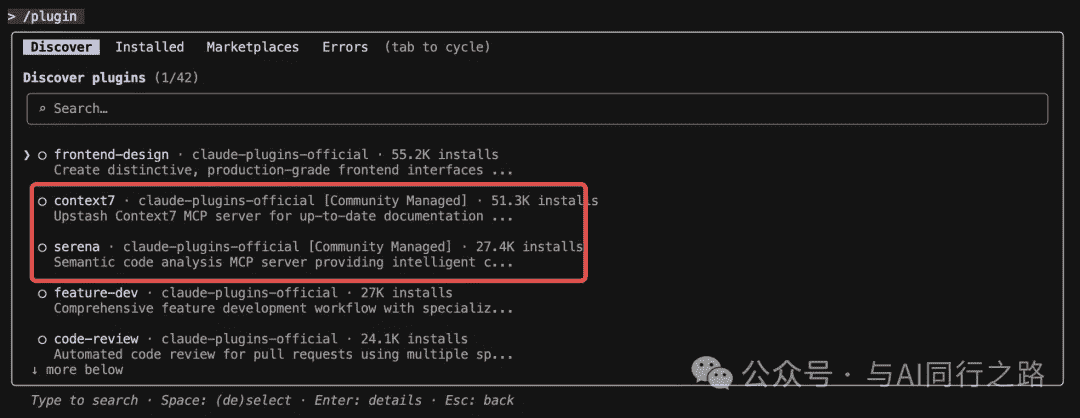 > /plugin
Discover Installed Marketplaces Errors (tab to cycle)
Discover plugins (1/42)
⌕ Search…
❯ ○ frontend-design · claude-plugins-official · 55.2K installs
Create distinctive, production-grade frontend interfaces ...
○ context7 · claude-plugins-official [Community Managed] · 51.3K installs
Upstash Context7 MCP server for up-to-date documentation ...
○ serena · claude-plugins-official [Community Managed] · 27.4K installs
Semantic code analysis MCP server providing intelligent c...
○ feature-dev · claude-plugins-official · 27K installs
Comprehensive feature development workflow with specializ...
○ code-review · claude-plugins-official · 24.1K installs
Automated code review for pull requests using multiple sp...
↓ more below
公众号 · 与AI同行之路
Type to search · Space: (de)select · Enter: details · Esc: back